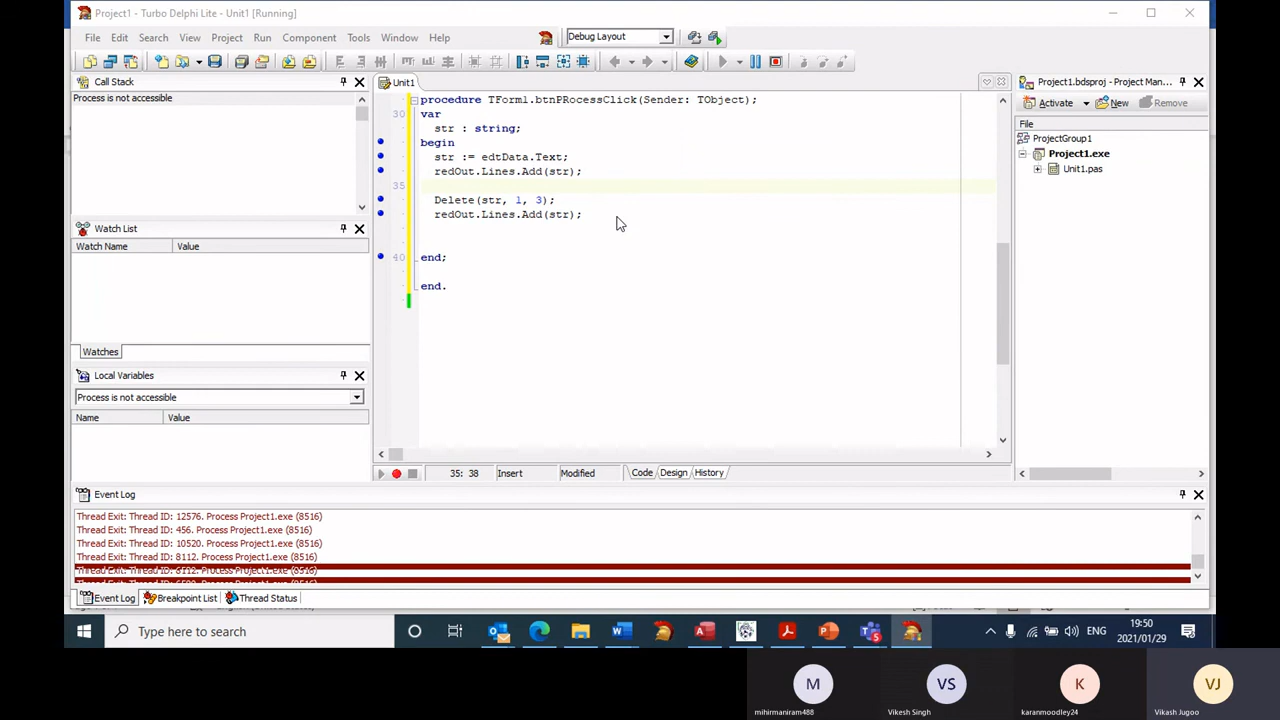 Project1 - Turbo Delphi Lite - Unit1 [Running]
File Edit Search View Project Run Component Tools Window Help
Debug Layout
Call Stack
Process is not accessible
Watch List
Watch Name Value
Watches
Local Variables
Process is not accessible
Name Value
Unit1
procedure TForm1.btnPRocessClick(Sender: TObject);
30 var
str : string;
begin
str := edtData.Text;
redOut.Lines.Add(str);
35
Delete(str, 1, 3);
redOut.Lines.Add(str);
40 end;
end.
35: 38 Insert Modified Code Design History
Project1.bdsproj - Project Man...
Activate New Remove
File
ProjectGroup1
Project1.exe
Unit1.pas
Event Log
Thread Exit: Thread ID: 12576. Process Project1.exe (8516)
Thread Exit: Thread ID: 456. Process Project1.exe (8516)
Thread Exit: Thread ID: 10520. Process Project1.exe (8516)
Thread Exit: Thread ID: 8112. Process Project1.exe (8516)
Event Log Breakpoint List Thread Status
Type here to search
ENG
19:50
2021/01/29
M
mihirmaniram488
VS
Vikesh Singh
K
karanmoodley24
VJ
Vikash Jugoo